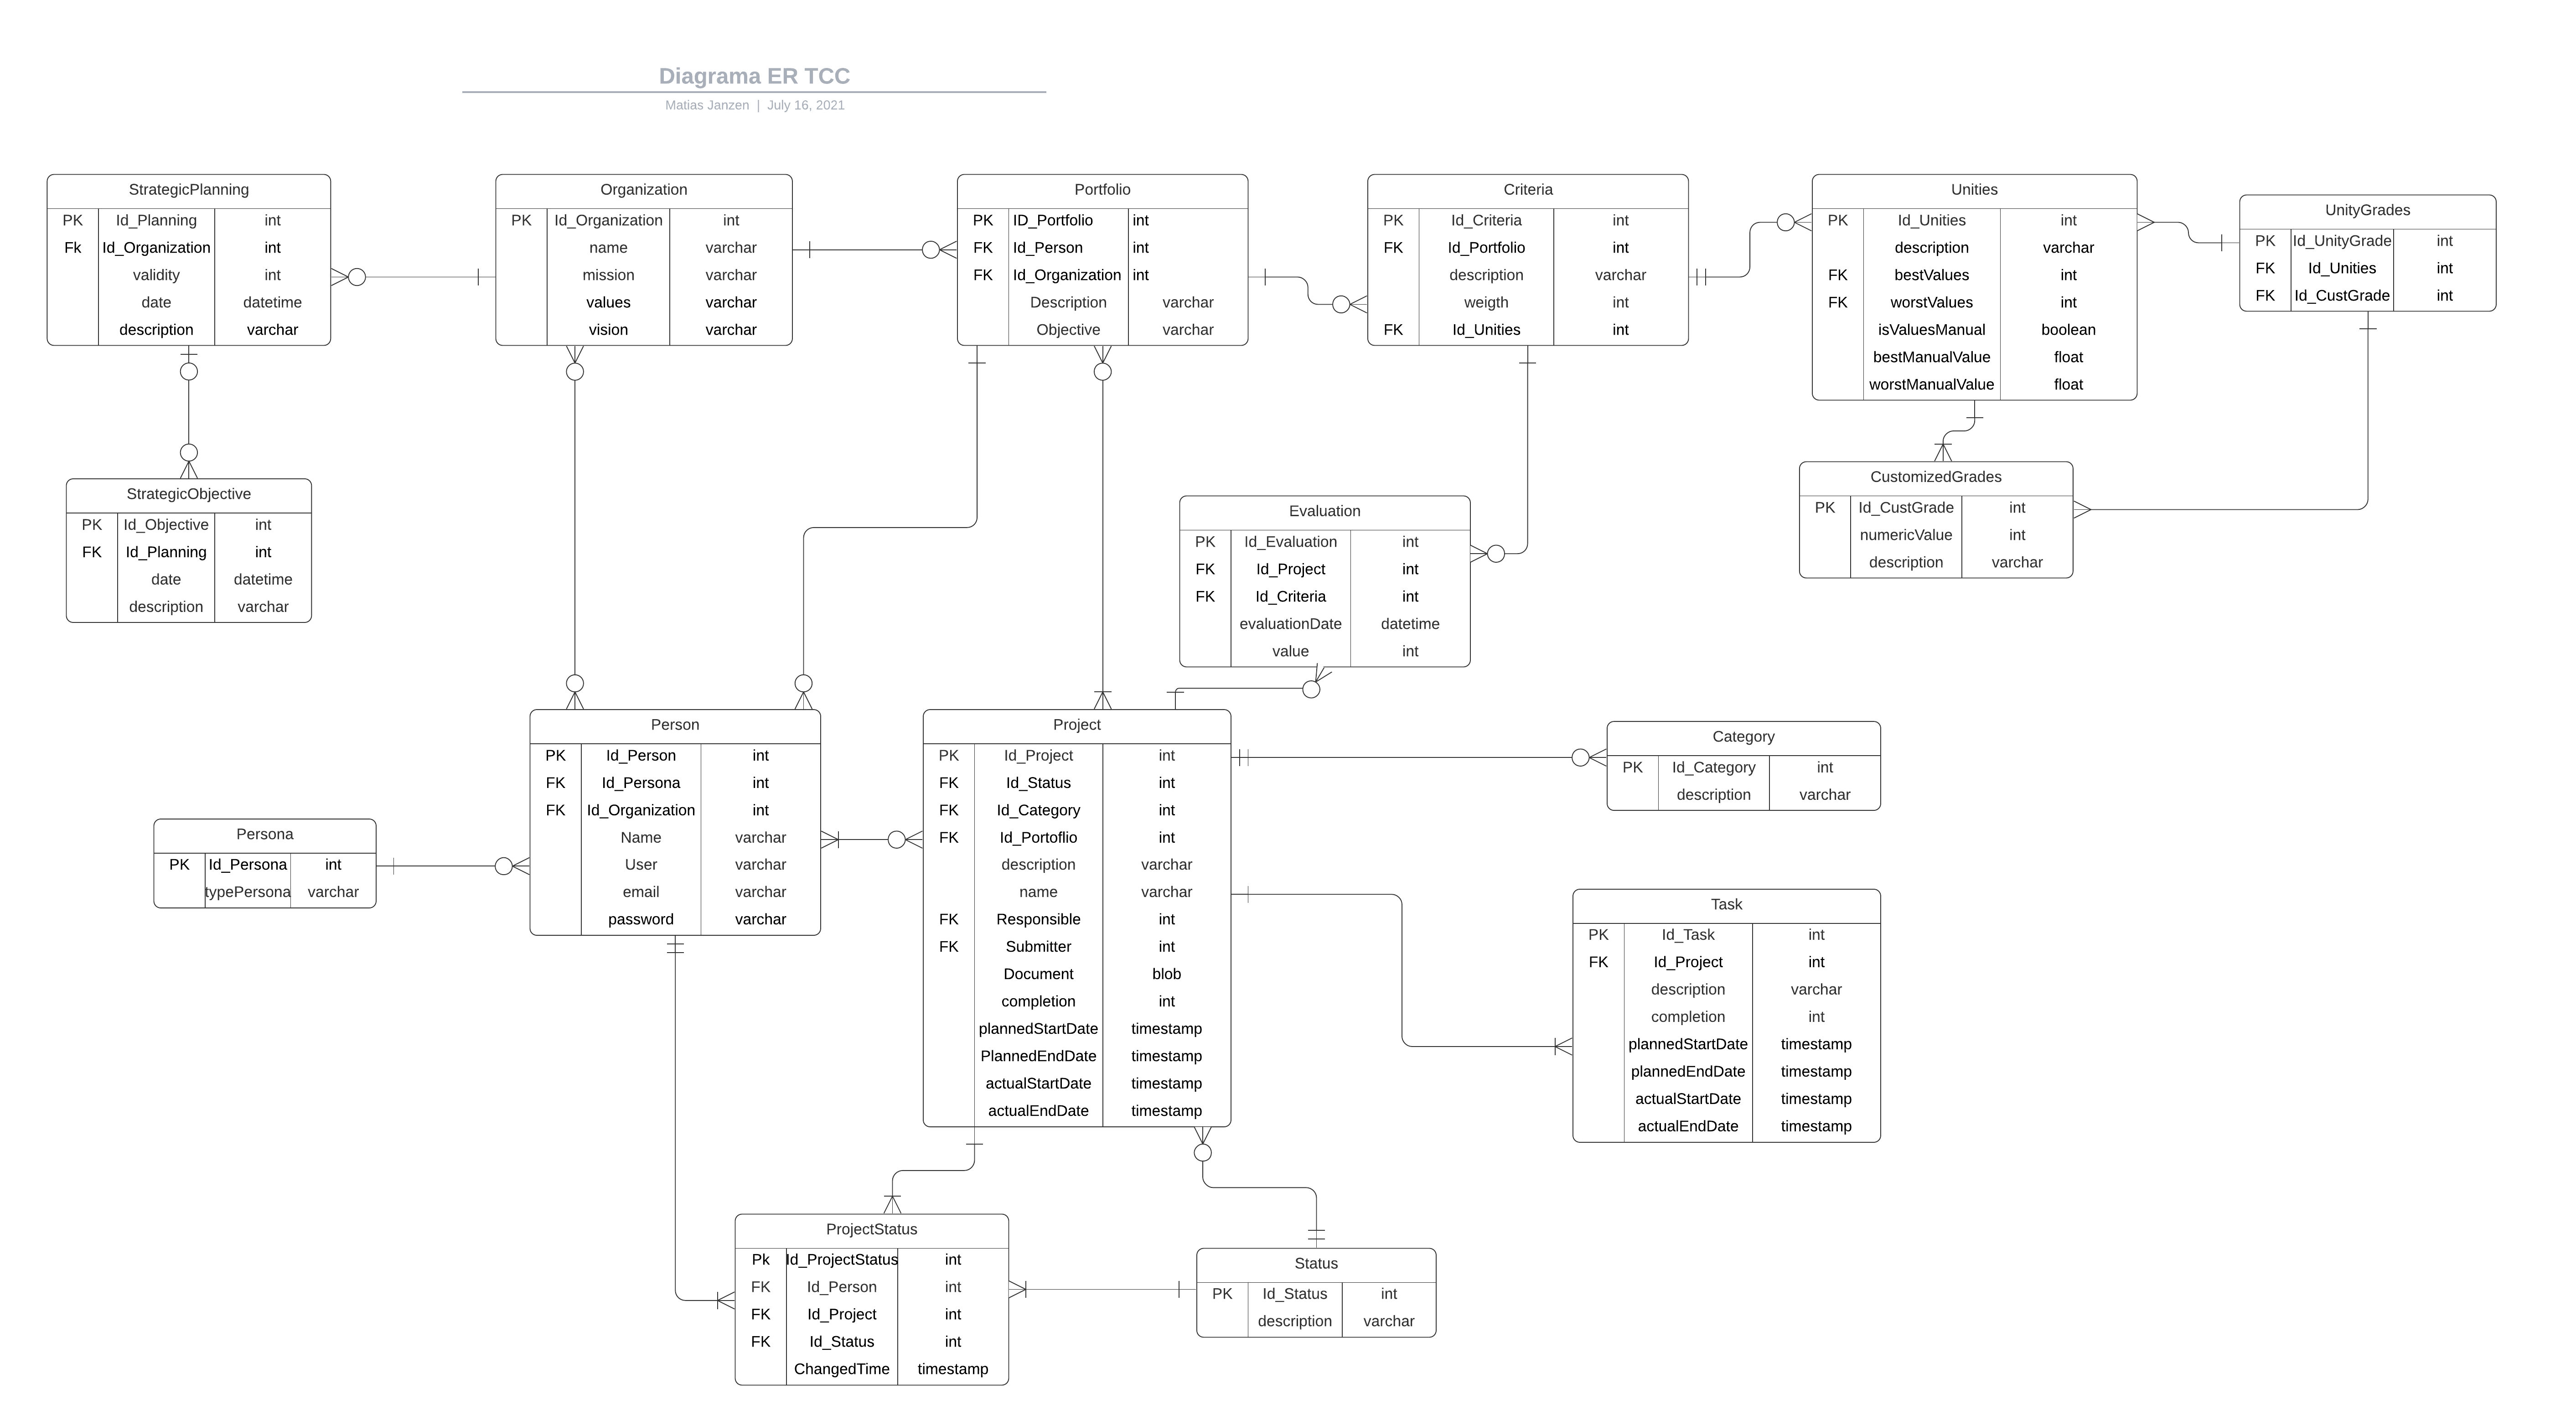 Diagrama ER TCC
Matias Janzen | July 16, 2021
StrategicPlanning
PK Id_Planning int
Fk Id_Organization int
validity int
date datetime
description varchar
Organization
PK Id_Organization int
name varchar
mission varchar
values varchar
vision varchar
Portfolio
PK ID_Portfolio int
FK Id_Person int
FK Id_Organization int
Description varchar
Objective varchar
Criteria
PK Id_Criteria int
FK Id_Portfolio int
description varchar
weigth int
FK Id_Unities int
Unities
PK Id_Unities int
description varchar
FK bestValues int
FK worstValues int
isValuesManual boolean
bestManualValue float
worstManualValue float
UnityGrades
PK Id_UnityGrade int
FK Id_Unities int
FK Id_CustGrade int
StrategicObjective
PK Id_Objective int
FK Id_Planning int
date datetime
description varchar
Evaluation
PK Id_Evaluation int
FK Id_Project int
FK Id_Criteria int
evaluationDate datetime
value int
CustomizedGrades
PK Id_CustGrade int
numericValue int
description varchar
Persona
PK Id_Persona int
typePersona varchar
Person
PK Id_Person int
FK Id_Persona int
FK Id_Organization int
Name varchar
User varchar
email varchar
password varchar
Project
PK Id_Project int
FK Id_Status int
FK Id_Category int
FK Id_Portoflio int
description varchar
name varchar
FK Responsible int
FK Submitter int
Document blob
completion int
plannedStartDate timestamp
PlannedEndDate timestamp
actualStartDate timestamp
actualEndDate timestamp
Category
PK Id_Category int
description varchar
Task
PK Id_Task int
FK Id_Project int
description varchar
completion int
plannedStartDate timestamp
plannedEndDate timestamp
actualStartDate timestamp
actualEndDate timestamp
ProjectStatus
Pk Id_ProjectStatus int
FK Id_Person int
FK Id_Project int
FK Id_Status int
ChangedTime timestamp
Status
PK Id_Status int
description varchar